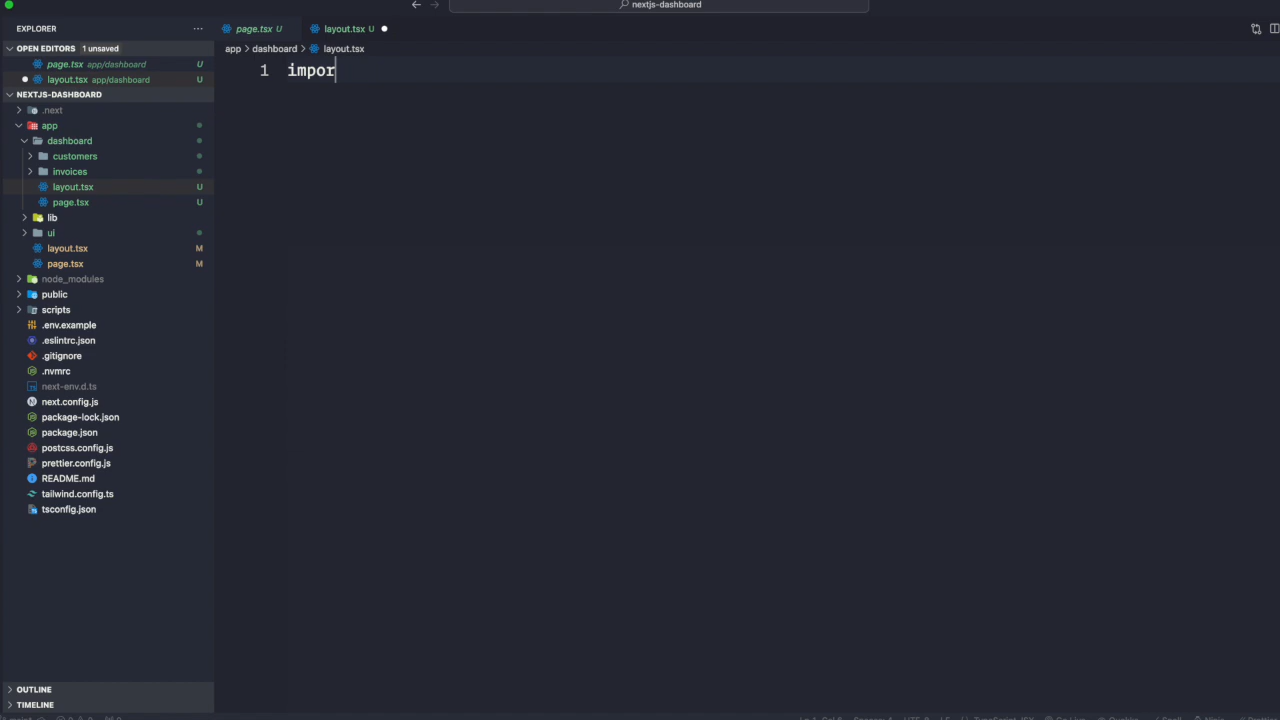 nextjs-dashboard
EXPLORER
page.tsx U
layout.tsx U
OPEN EDITORS 1 unsaved
app > dashboard > layout.tsx
page.tsx app/dashboard U
layout.tsx app/dashboard U
1 impor
NEXTJS-DASHBOARD
.next
app
dashboard
customers
invoices
layout.tsx U
page.tsx U
lib
ui
layout.tsx M
page.tsx M
node_modules
public
scripts
.env.example
.eslintrc.json
.gitignore
.nvmrc
next-env.d.ts
next.config.js
package-lock.json
package.json
postcss.config.js
prettier.config.js
README.md
tailwind.config.ts
tsconfig.json
OUTLINE
TIMELINE